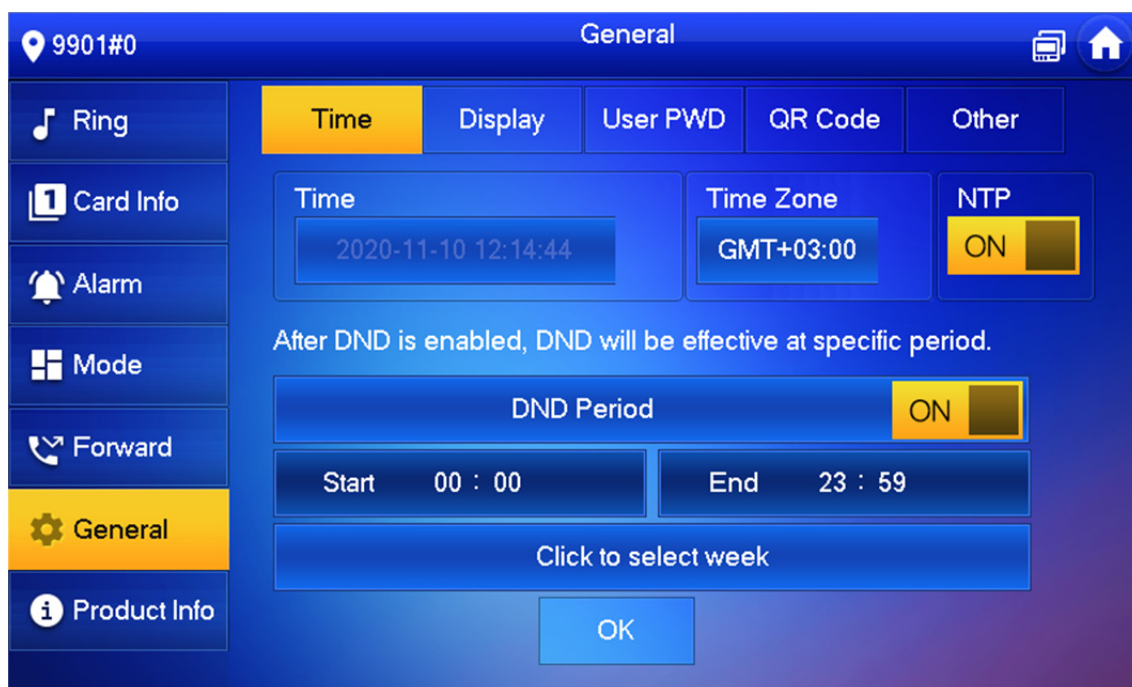 9901#0
General
Ring
Card Info
Alarm
Mode
Forward
General
Product Info
Time Display User PWD QR Code Other
Time Time Zone NTP
2020-11-10 12:14:44 GMT+03:00 ON
After DND is enabled, DND will be effective at specific period.
DND Period ON
Start 00 : 00 End 23 : 59
Click to select week
OK